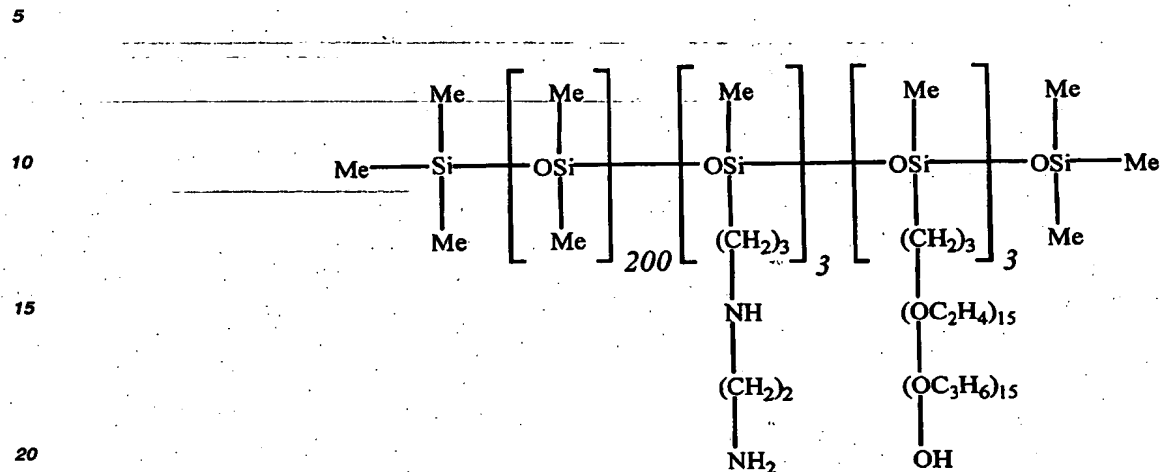 5
Me Me Me Me Me
10 Me Si OSi OSi OSi OSi Me
Me Me (CH2)3 (CH2)3 Me
200 3 3
15 NH (OC2H4)15
(CH2)2 (OC3H6)15
20 NH2 OH